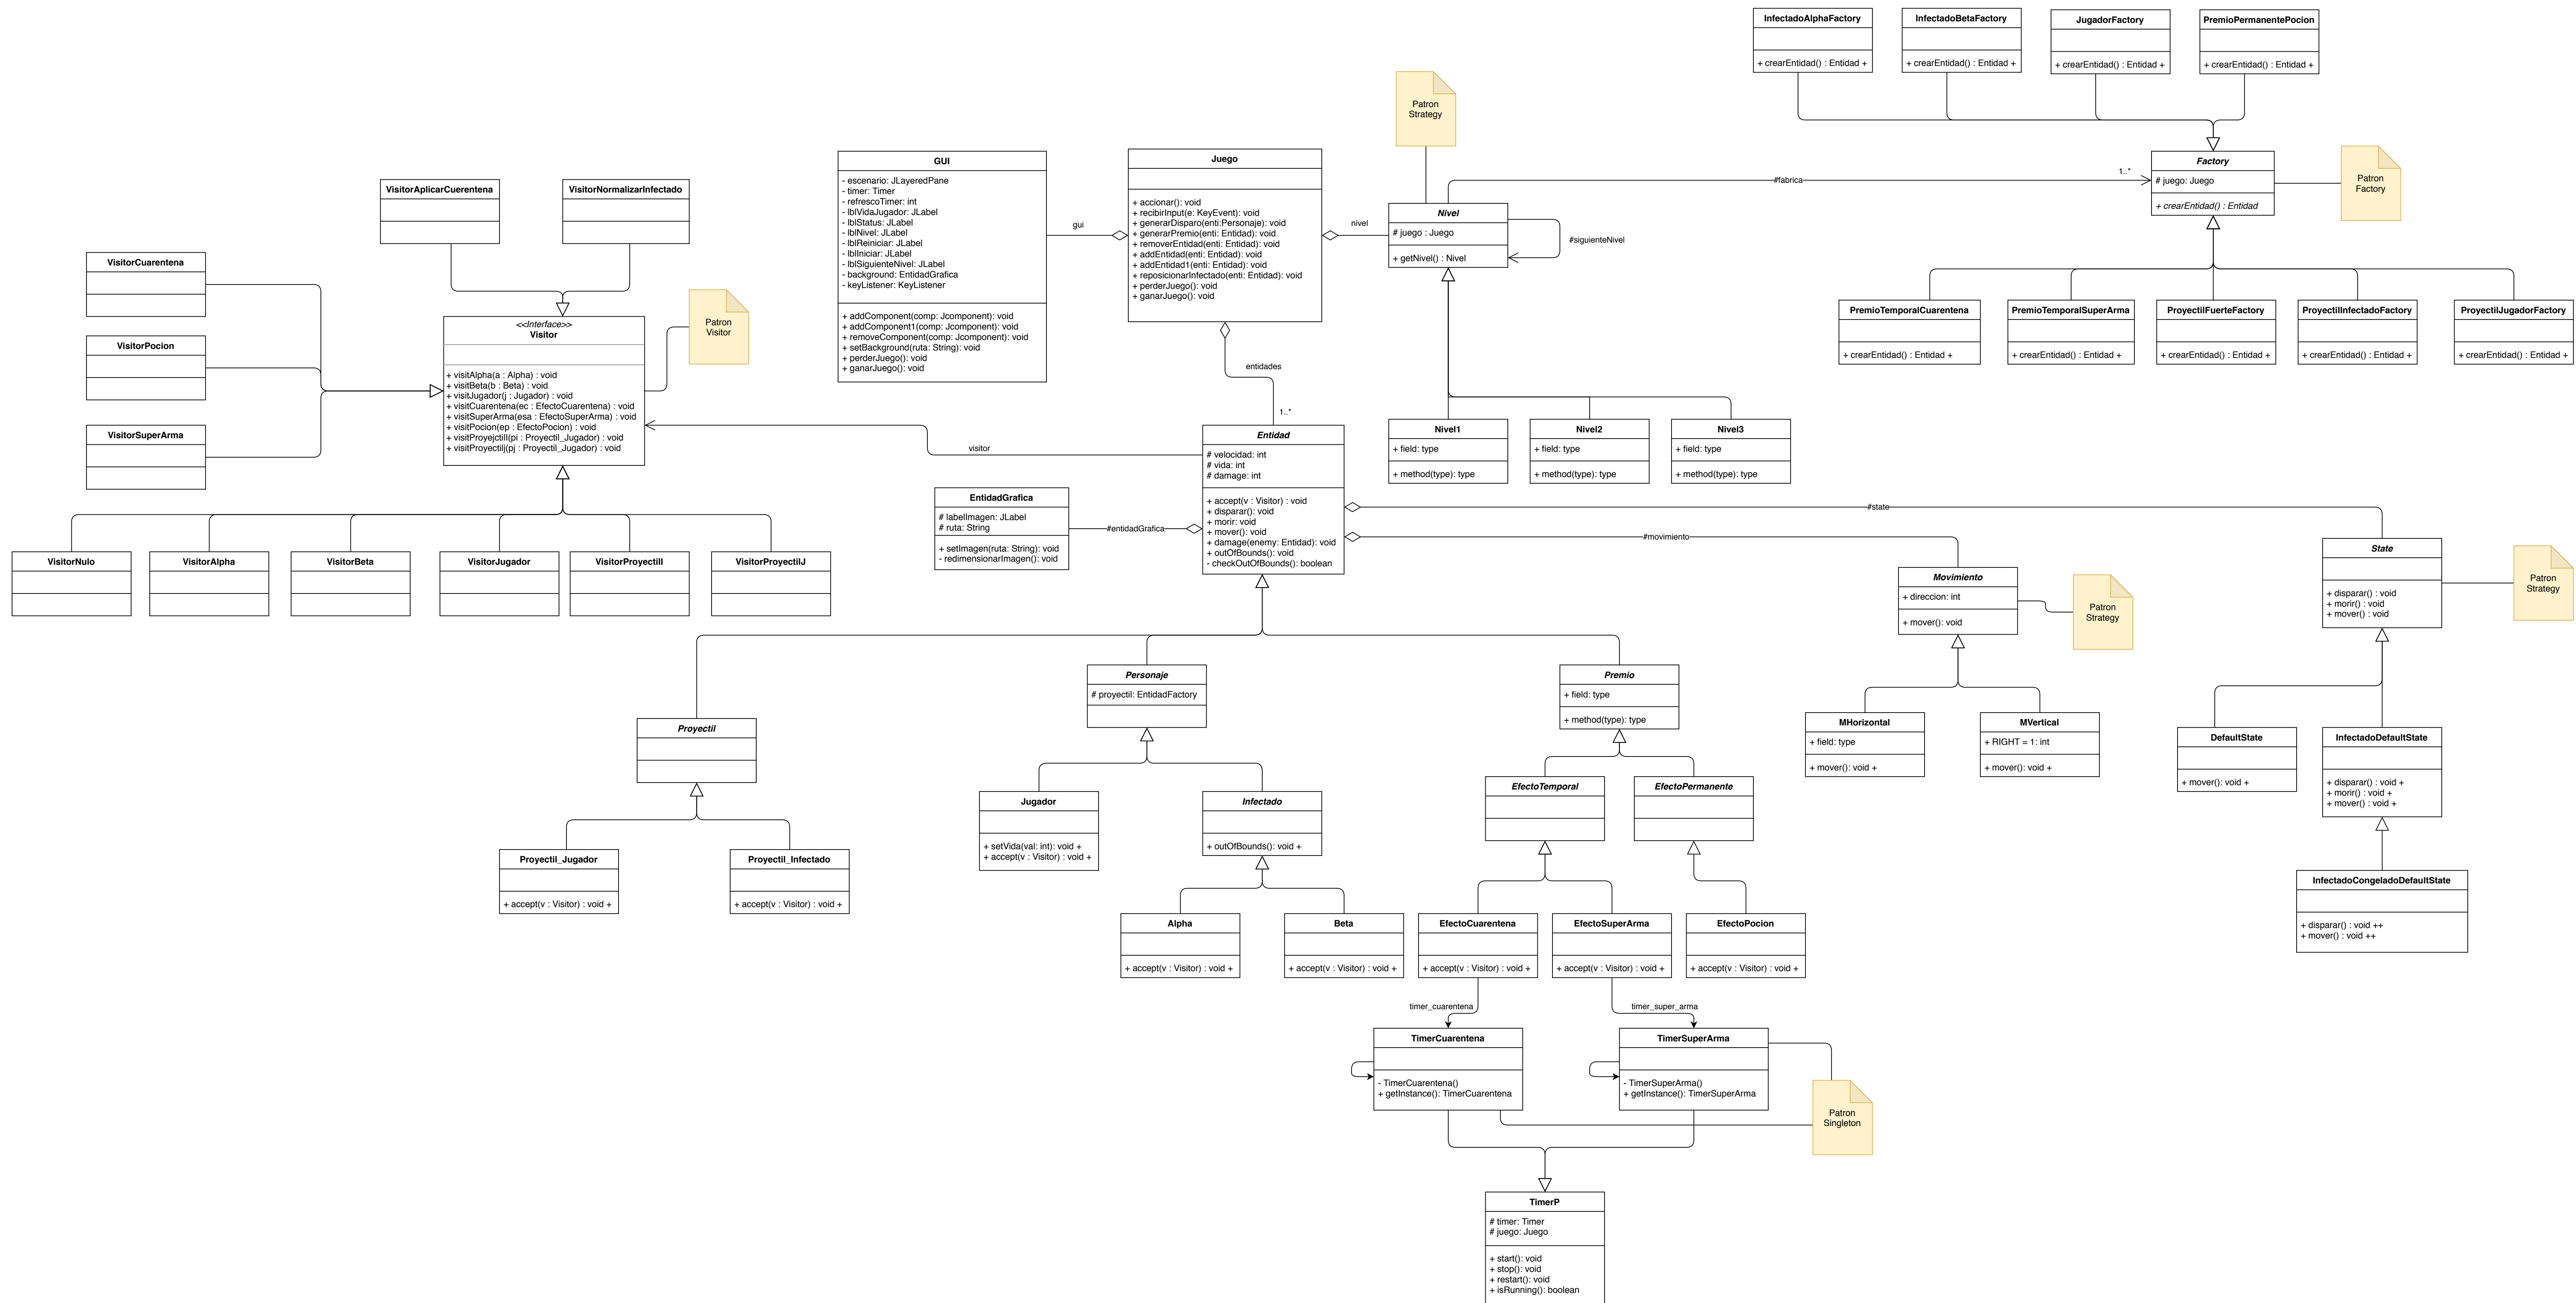 InfectadoAlphaFactory
+ crearEntidad() : Entidad +
InfectadoBetaFactory
+ crearEntidad() : Entidad +
JugadorFactory
+ crearEntidad() : Entidad +
PremioPermanentePocion
+ crearEntidad() : Entidad +
Patron
Strategy
GUI
- escenario: JLayeredPane
- timer: Timer
- refrescoTimer: int
- lblVidaJugador: JLabel
- lblStatus: JLabel
- lblNivel: JLabel
- lblReiniciar: JLabel
- lblIniciar: JLabel
- lblSiguienteNivel: JLabel
- background: EntidadGrafica
- keyListener: KeyListener
+ addComponent(comp: Jcomponent): void
+ addComponent1(comp: Jcomponent): void
+ removeComponent(comp: Jcomponent): void
+ setBackground(ruta: String): void
+ perderJuego(): void
+ ganarJuego(): void
gui
Juego
+ accionar(): void
+ recibirInput(e: KeyEvent): void
+ generarDisparo(enti:Personaje): void
+ generarPremio(enti: Entidad): void
+ removerEntidad(enti: Entidad): void
+ addEntidad(enti: Entidad): void
+ addEntidad1(enti: Entidad): void
+ reposicionarInfectado(enti: Entidad): void
+ perderJuego(): void
+ ganarJuego(): void
nivel
Nivel
# juego : Juego
+ getNivel() : Nivel
#siguienteNivel
#fabrica
1..*
Factory
# juego: Juego
+ crearEntidad() : Entidad
Patron
Factory
VisitorAplicarCuerentena
VisitorNormalizarInfectado
VisitorCuarentena
VisitorPocion
VisitorSuperArma
<<Interface>>
Visitor
+ visitAlpha(a : Alpha) : void
+ visitBeta(b : Beta) : void
+ visitJugador(j : Jugador) : void
+ visitCuarentena(ec : EfectoCuarentena) : void
+ visitSuperArma(esa : EfectoSuperArma) : void
+ visitPocion(ep : EfectoPocion) : void
+ visitProyejctilI(pi : Proyectil_Jugador) : void
+ visitProyectilj(pj : Proyectil_Jugador) : void
Patron
Visitor
PremioTemporalCuarentena
+ crearEntidad() : Entidad +
PremioTemporalSuperArma
+ crearEntidad() : Entidad +
ProyectilFuerteFactory
+ crearEntidad() : Entidad +
ProyectilInfectadoFactory
+ crearEntidad() : Entidad +
ProyectilJugadorFactory
+ crearEntidad() : Entidad +
entidades
1..*
visitor
Nivel1
+ field: type
+ method(type): type
Nivel2
+ field: type
+ method(type): type
Nivel3
+ field: type
+ method(type): type
Entidad
# velocidad: int
# vida: int
# damage: int
+ accept(v : Visitor) : void
+ disparar(): void
+ morir: void
+ mover(): void
+ damage(enemy: Entidad): void
+ outOfBounds(): void
- checkOutOfBounds(): boolean
EntidadGrafica
# labelImagen: JLabel
# ruta: String
+ setImagen(ruta: String): void
- redimensionarImagen(): void
#entidadGrafica
#state
#movimiento
VisitorNulo
VisitorAlpha
VisitorBeta
VisitorJugador
VisitorProyectilI
VisitorProyectilJ
Movimiento
+ direccion: int
+ mover(): void
Patron
Strategy
State
+ disparar() : void
+ morir() : void
+ mover() : void
Patron
Strategy
Proyectil
Personaje
# proyectil: EntidadFactory
Premio
+ field: type
+ method(type): type
MHorizontal
+ field: type
+ mover(): void +
MVertical
+ RIGHT = 1: int
+ mover(): void +
DefaultState
+ mover(): void +
InfectadoDefaultState
+ disparar() : void +
+ morir() : void +
+ mover() : void +
Jugador
+ setVida(val: int): void +
+ accept(v : Visitor) : void +
Infectado
+ outOfBounds(): void +
EfectoTemporal
EfectoPermanente
Proyectil_Jugador
+ accept(v : Visitor) : void +
Proyectil_Infectado
+ accept(v : Visitor) : void +
InfectadoCongeladoDefaultState
+ disparar() : void ++
+ mover() : void ++
Alpha
+ accept(v : Visitor) : void +
Beta
+ accept(v : Visitor) : void +
EfectoCuarentena
+ accept(v : Visitor) : void +
EfectoSuperArma
+ accept(v : Visitor) : void +
EfectoPocion
+ accept(v : Visitor) : void +
timer_cuarentena
timer_super_arma
TimerCuarentena
- TimerCuarentena()
+ getInstance(): TimerCuarentena
TimerSuperArma
- TimerSuperArma()
+ getInstance(): TimerSuperArma
Patron
Singleton
TimerP
# timer: Timer
# juego: Juego
+ start(): void
+ stop(): void
+ restart(): void
+ isRunning(): boolean